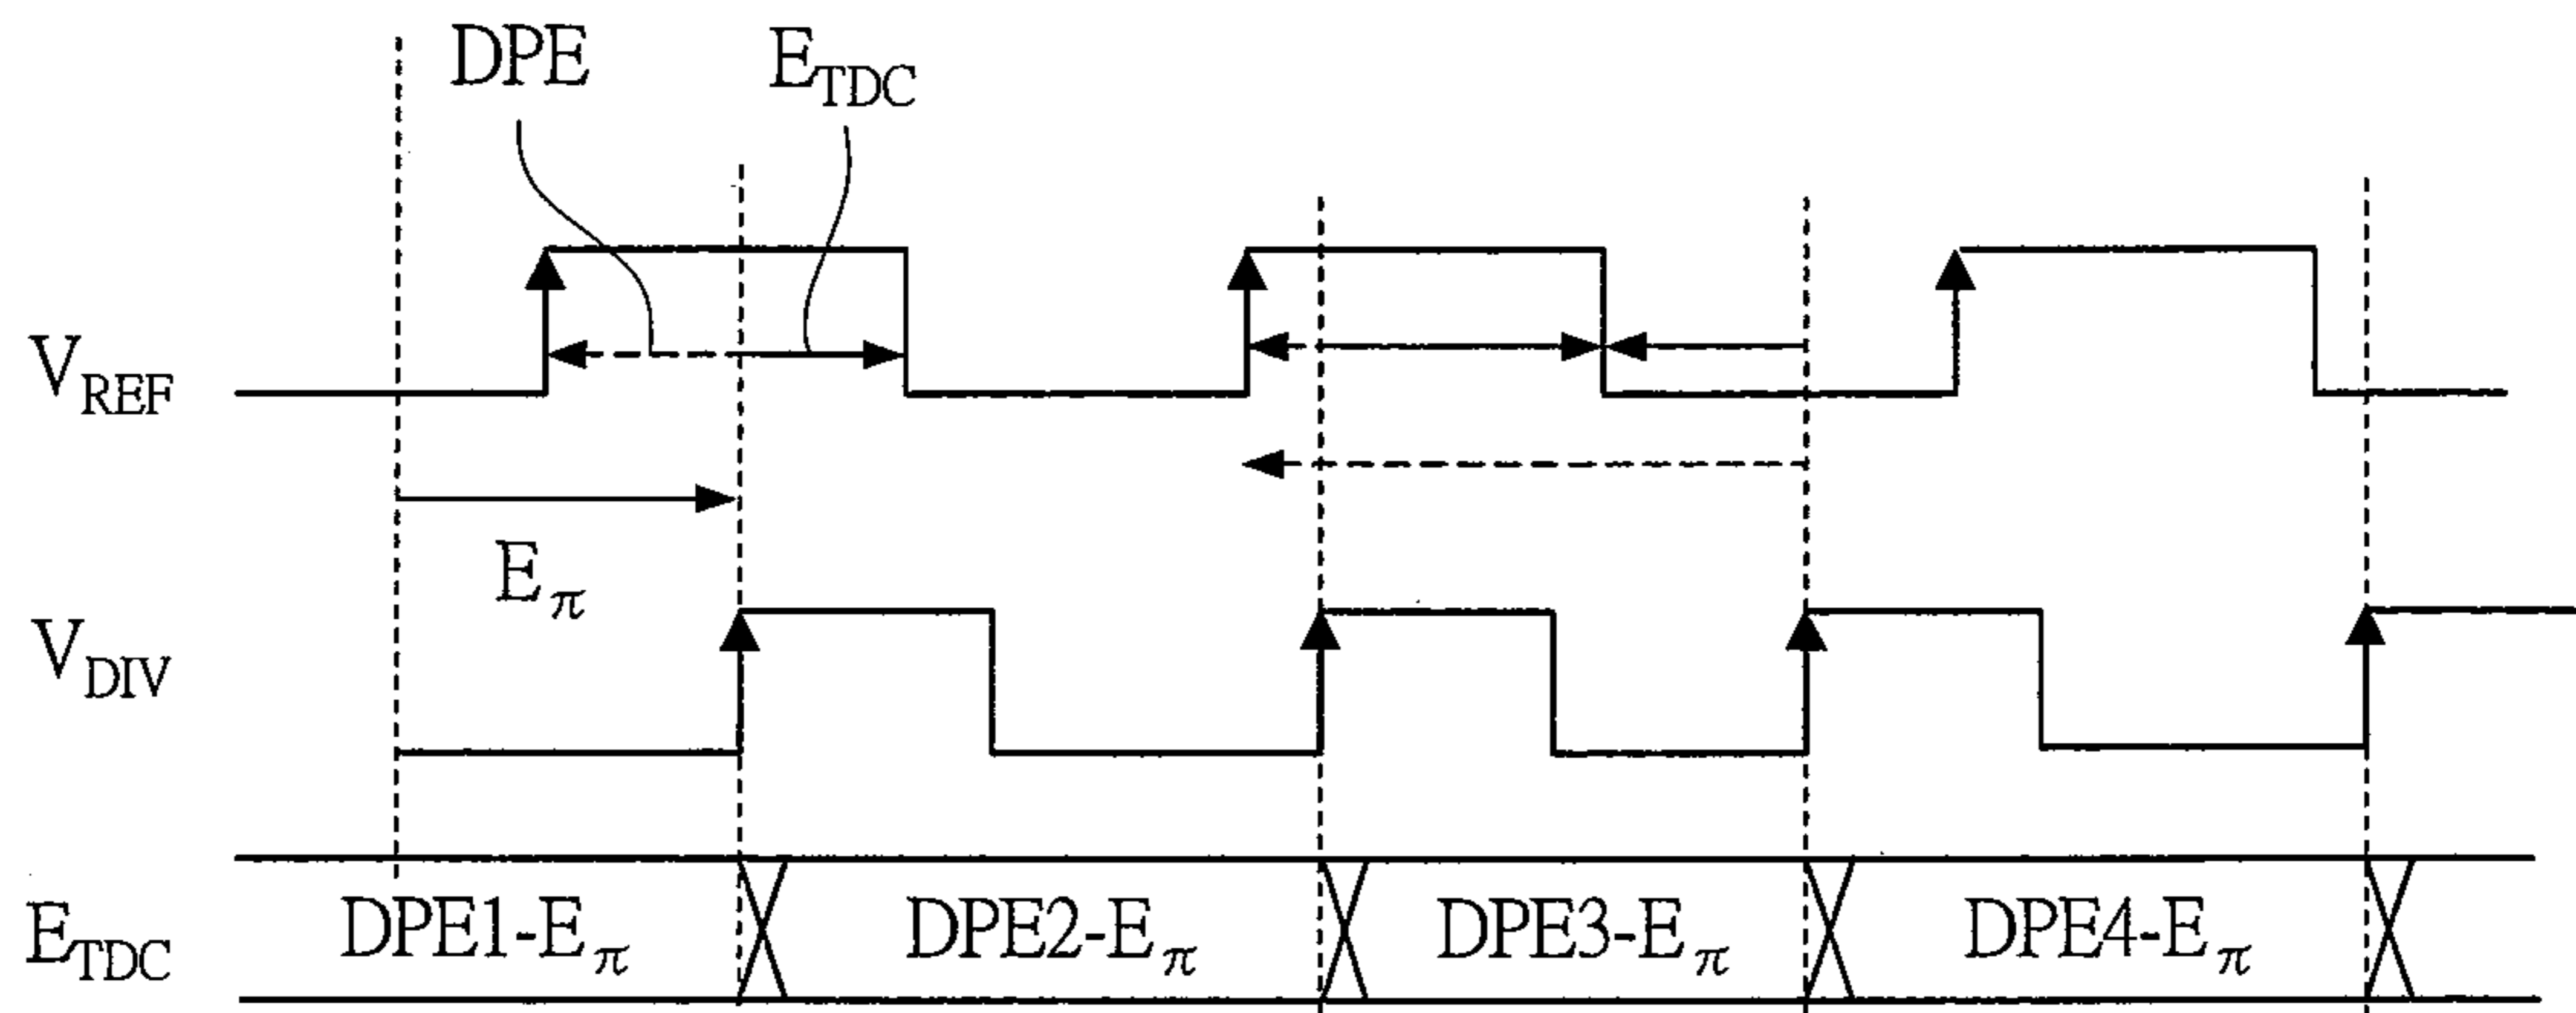 DPE E_TDC
V_REF
E_π
V_DIV
E_TDC DPE1-E_π DPE2-E_π DPE3-E_π DPE4-E_π